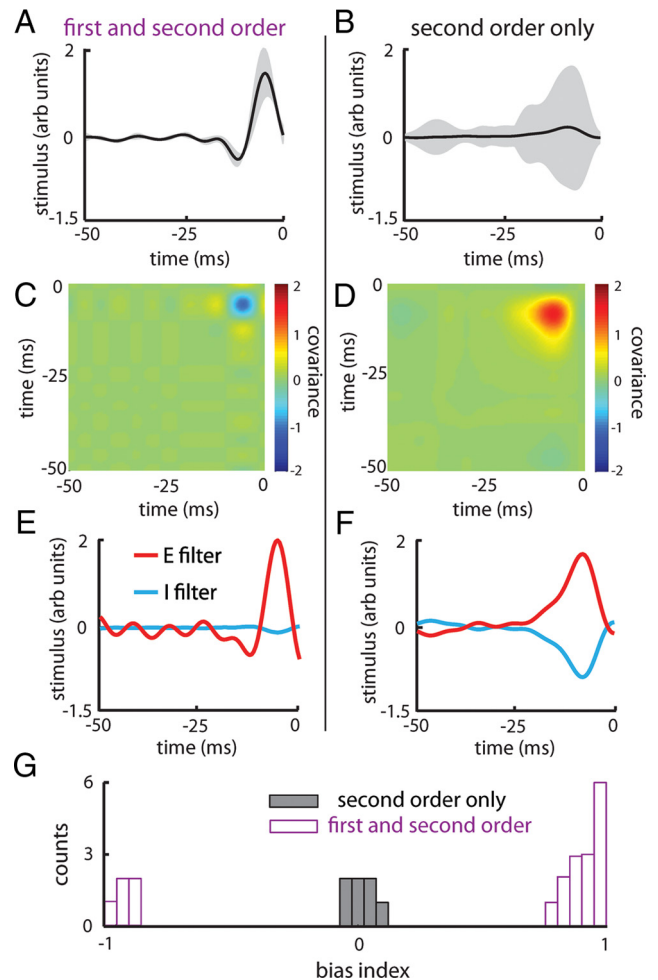 A first and second order
B second order only
stimulus (arb units)
2
0
-1.5
-50 -25 0
time (ms)
stimulus (arb units)
2
0
-1.5
-50 -25 0
time (ms)
C
time (ms)
0
-25
-50
-50 -25 0
time (ms)
2
1
0
-1
-2
covariance
D
time (ms)
0
-25
-50
-50 -25 0
time (ms)
2
1
0
-1
-2
covariance
E
stimulus (arb units)
2
0
-1.5
E filter
I filter
-50 -25 0
time (ms)
F
stimulus (arb units)
2
0
-1.5
-50 -25 0
time (ms)
G
counts
6
3
0
second order only
first and second order
-1 0 1
bias index